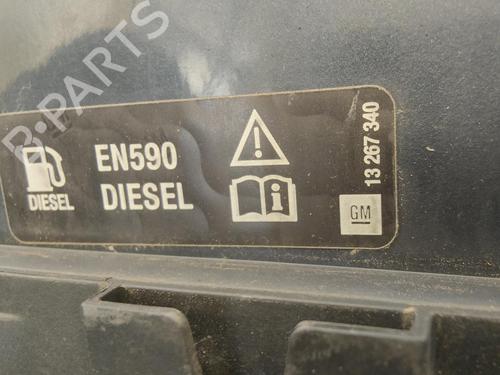 R-PARTS
EN590
DIESEL
DIESEL
i
13 267 340
GM